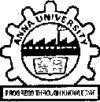 ANNA UNIVERSITY
PROGRESS THROUGH KNOWLEDGE